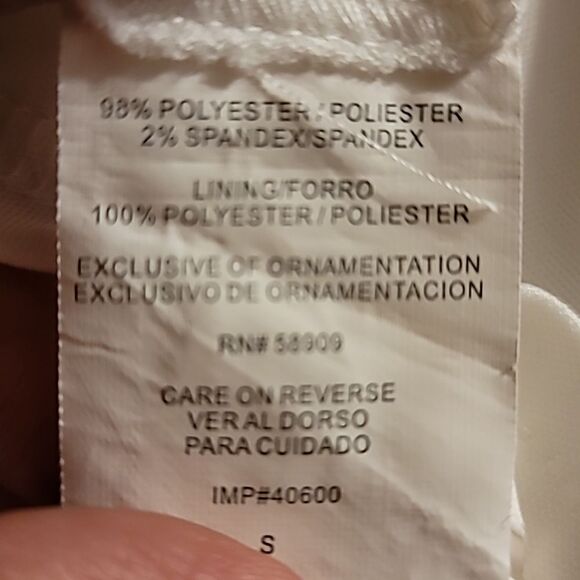 98% POLYESTER/POLIESTER
2% SPANDEX/SPANDEX
LINING/FORRO
100% POLYESTER/POLIESTER
EXCLUSIVE OF ORNAMENTATION
EXCLUSIVO DE ORNAMENTACION
RN# 58909
CARE ON REVERSE
VER AL DORSO
PARA CUIDADO
IMP#40600
S